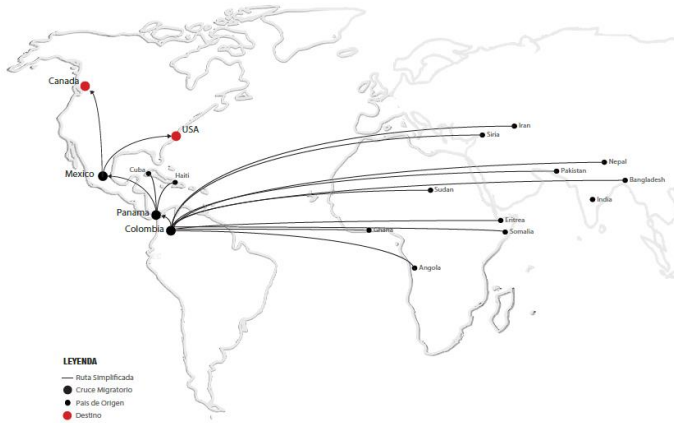 Canada
USA
Mexico
Cuba
Haiti
Panama
Colombia
Iran
Siria
Nepal
Pakistan
Bangladesh
India
Sudan
Eritrea
Somalia
Ghana
Angola
LEYENDA
Ruta Simplificada
Cruce Migratorio
Pais de Origen
Destino